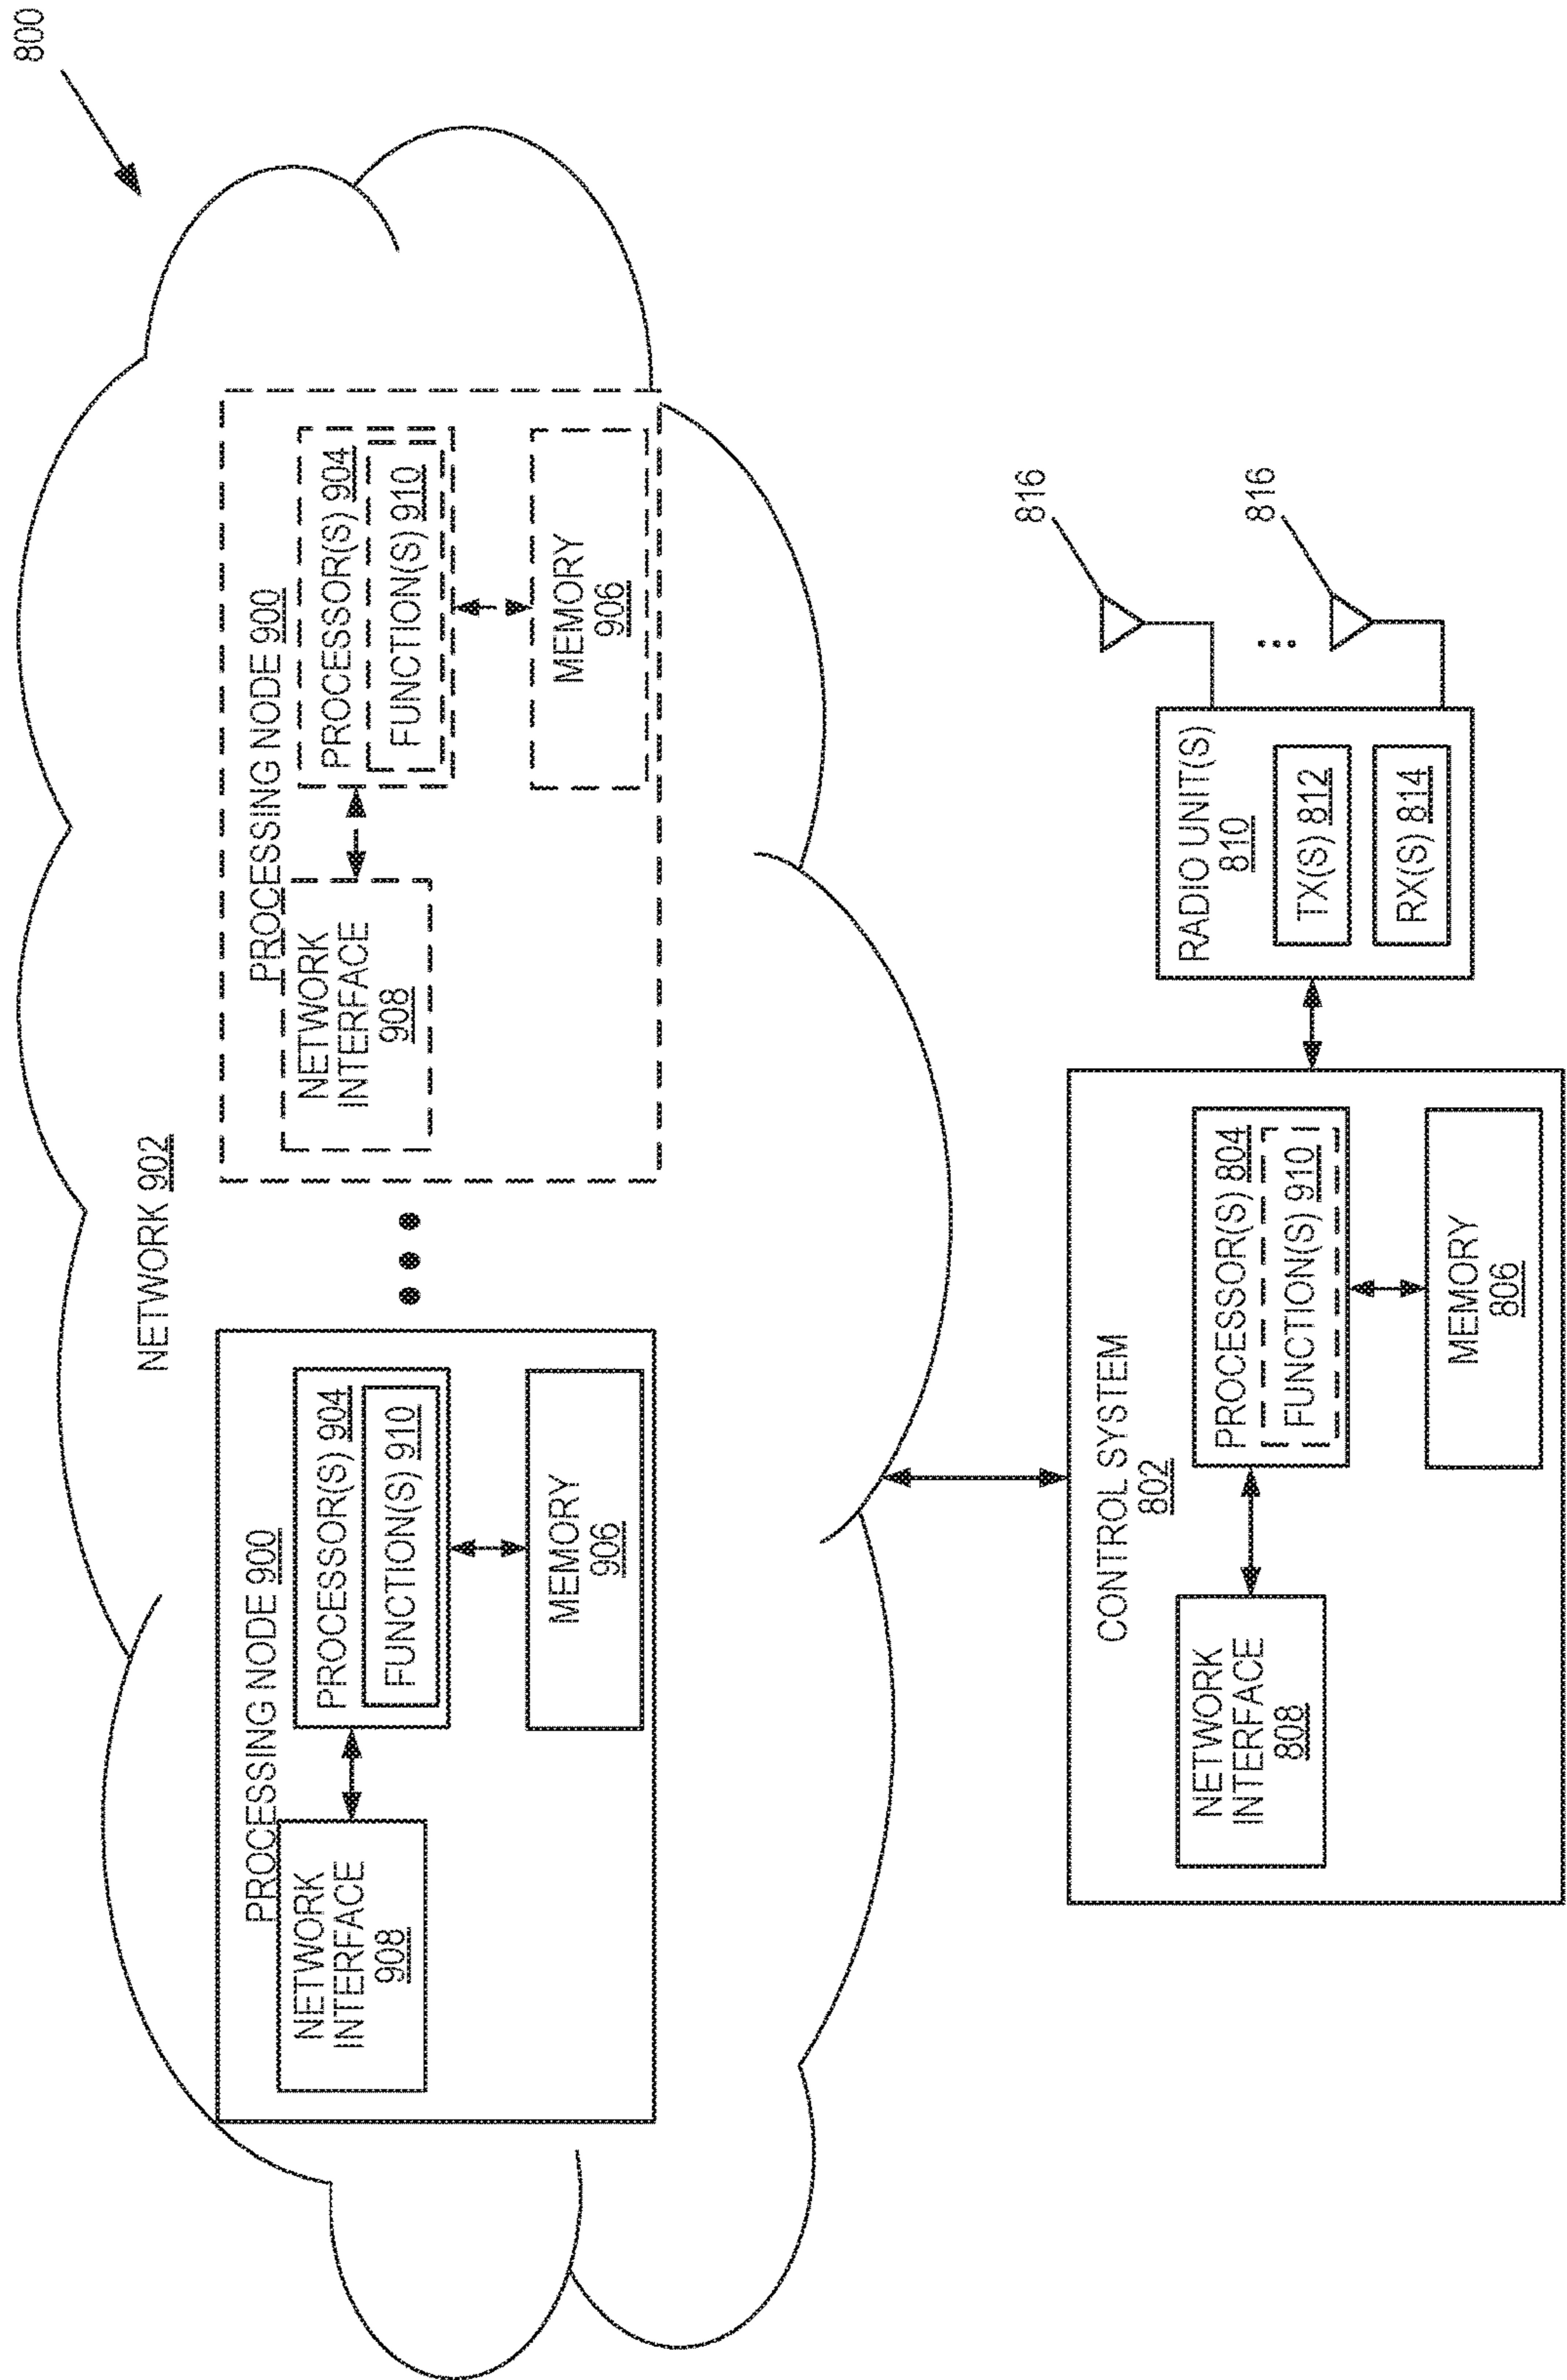 800
NETWORK 902
PROCESSING NODE 900
NETWORK
INTERFACE
908
PROCESSOR(S) 904
FUNCTION(S) 910
MEMORY
906
PROCESSING NODE 900
NETWORK
INTERFACE
908
PROCESSOR(S) 904
FUNCTION(S) 910
MEMORY
906
CONTROL SYSTEM
802
NETWORK
INTERFACE
808
PROCESSOR(S) 804
FUNCTION(S) 910
MEMORY
806
RADIO UNIT(S)
810
TX(S) 812
RX(S) 814
816
816